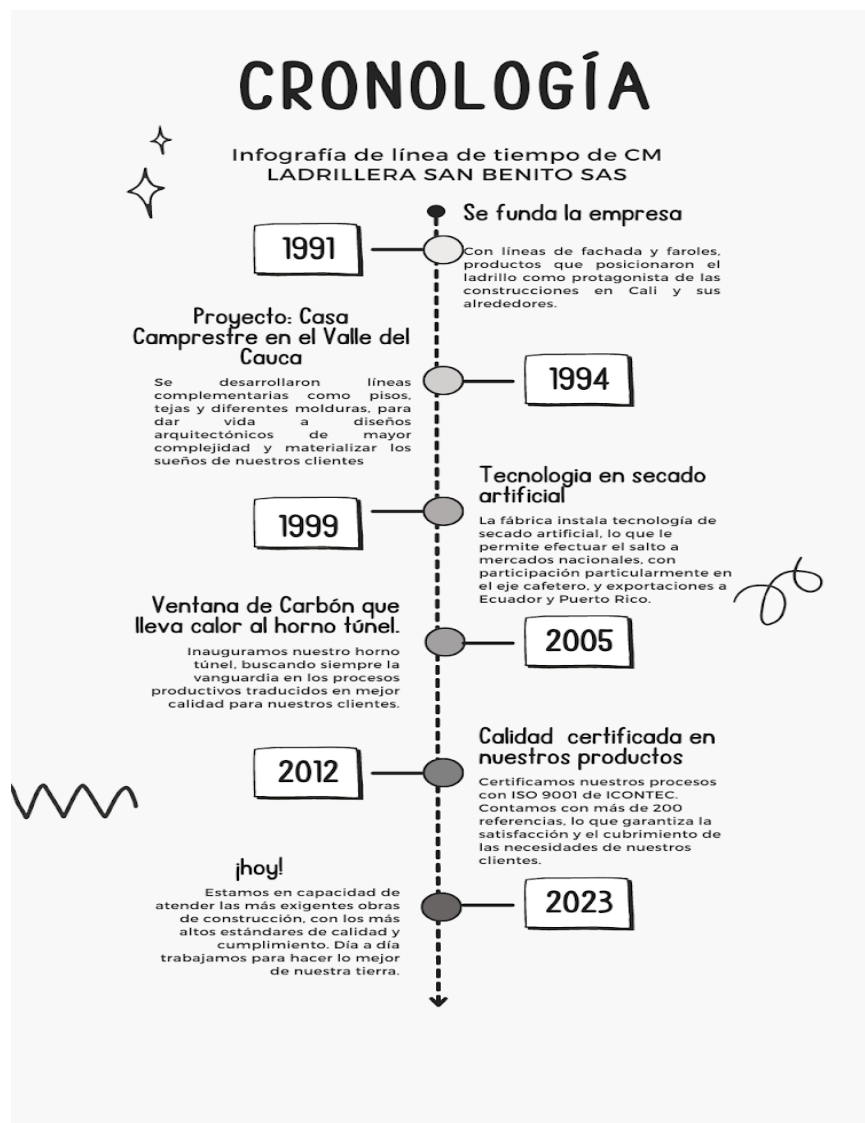 CRONOLOGÍA
Infografía de línea de tiempo de CM
LADRILLERA SAN BENITO SAS
1991
Se funda la empresa
Con líneas de fachada y faroles,
productos que posicionaron el
ladrillo como protagonista de las
construcciones en Cali y sus
alrededores.
Proyecto: Casa
Camprestre en el Valle del
Cauca
Se desarrollaron líneas
complementarias como pisos,
tejas y diferentes molduras, para
dar vida a diseños
arquitectónicos de mayor
complejidad y materializar los
sueños de nuestros clientes
1994
1999
Tecnologia en secado
artificial
La fábrica instala tecnología de
secado artificial, lo que le
permite efectuar el salto a
mercados nacionales, con
participación particularmente en
el eje cafetero, y exportaciones a
Ecuador y Puerto Rico.
Ventana de Carbón que
lleva calor al horno túnel.
Inauguramos nuestro horno
túnel, buscando siempre la
vanguardia en los procesos
productivos traducidos en mejor
calidad para nuestros clientes.
2005
2012
Calidad certificada en
nuestros productos
Certificamos nuestros procesos
con ISO 9001 de ICONTEC.
Contamos con más de 200
referencias, lo que garantiza la
satisfacción y el cubrimiento de
las necesidades de nuestros
clientes.
¡hoy!
Estamos en capacidad de
atender las más exigentes obras
de construcción, con los más
altos estándares de calidad y
cumplimiento. Día a día
trabajamos para hacer lo mejor
de nuestra tierra.
2023